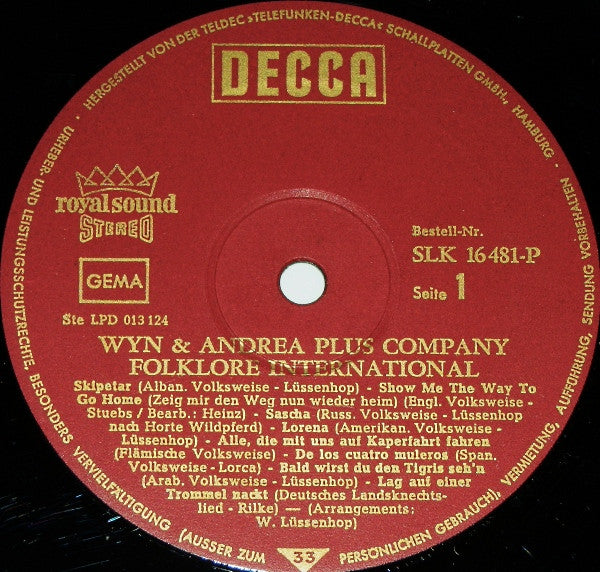 · HERGESTELLT VON DER TELDEC »TELEFUNKEN-DECCA« SCHALLPLATTEN GMBH., HAMBURG ·
DECCA
royal sound
STEREO
GEMA
Ste LPD 013 124
Bestell-Nr.
SLK 16 481-P
Seite 1
WYN & ANDREA PLUS COMPANY
FOLKLORE INTERNATIONAL
Skipetar (Alban. Volksweise - Lüssenhop) - Show Me The Way To
Go Home (Zeig mir den Weg nun wieder heim) (Engl. Volksweise -
Stuebs / Bearb.: Heinz) - Sascha (Russ. Volksweise - Lüssenhop
nach Horte Wildpferd) - Lorena (Amerikan. Volksweise -
Lüssenhop) - Alle, die mit uns auf Kaperfahrt fahren
(Flämische Volksweise) - De los cuatro muleros (Span.
Volksweise - Lorca) - Bald wirst du den Tigris seh'n
(Arab. Volksweise - Lüssenhop) - Lag auf einer
Trommel nackt (Deutsches Landsknechts-
lied - Rilke) — (Arrangements:
W. Lüssenhop)
33
URHEBER- UND LEISTUNGSSCHUTZRECHTE, BESONDERS VERVIELFÄLTIGUNG (AUSSER ZUM PERSÖNLICHEN GEBRAUCH), VERMIETUNG, AUFFÜHRUNG, SENDUNG VORBEHALTEN